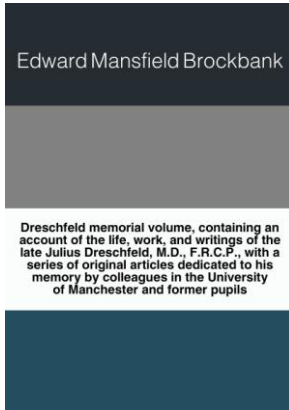 Edward Mansfield Brockbank
Dreschfeld memorial volume, containing an
account of the life, work, and writings of the
late Julius Dreschfeld, M.D., F.R.C.P., with a
series of original articles dedicated to his
memory by colleagues in the University
of Manchester and former pupils